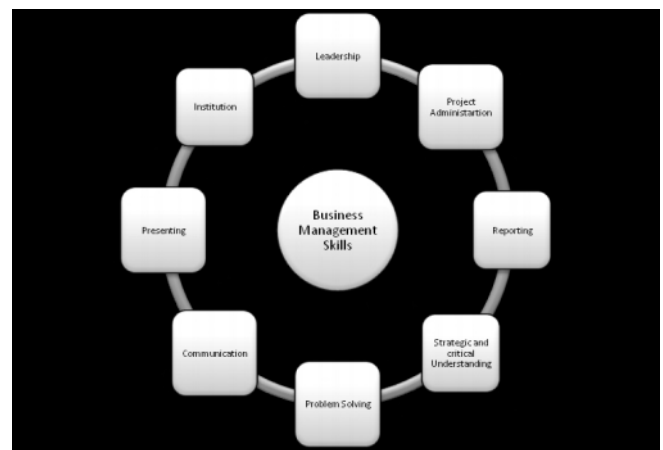 Leadership
Project
Administartion
Reporting
Strategic and
critical
Understanding
Problem Solving
Communication
Presenting
Institution
Business
Management
Skills